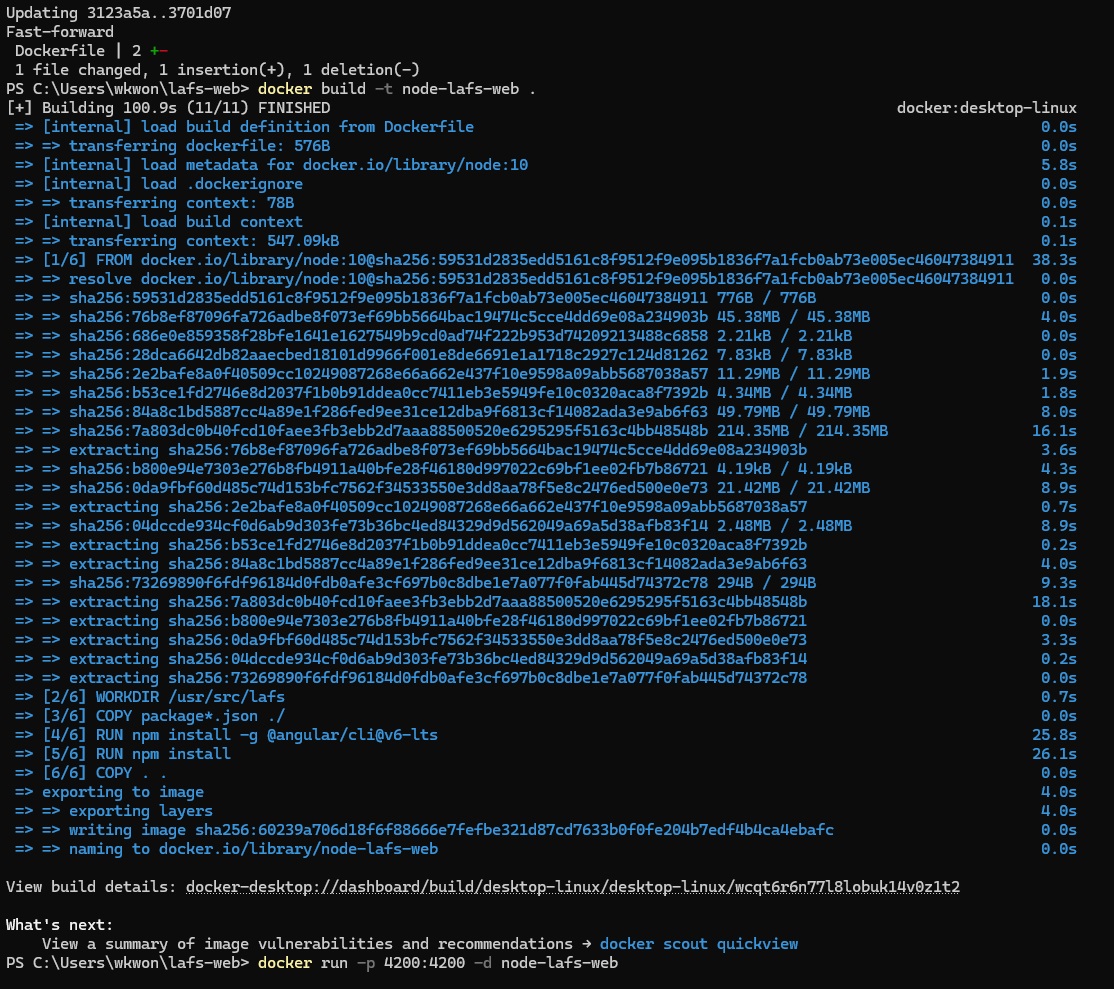 Updating 3123a5a..3701d07
Fast-forward
 Dockerfile | 2 +-
 1 file changed, 1 insertion(+), 1 deletion(-)
PS C:\Users\wkwon\lafs-web> docker build -t node-lafs-web .
[+] Building 100.9s (11/11) FINISHED docker:desktop-linux
 => [internal] load build definition from Dockerfile 0.0s
 => => transferring dockerfile: 576B 0.0s
 => [internal] load metadata for docker.io/library/node:10 5.8s
 => [internal] load .dockerignore 0.0s
 => => transferring context: 78B 0.0s
 => [internal] load build context 0.1s
 => => transferring context: 547.09kB 0.1s
 => [1/6] FROM docker.io/library/node:10@sha256:59531d2835edd5161c8f9512f9e095b1836f7a1fcb0ab73e005ec46047384911 38.3s
 => => resolve docker.io/library/node:10@sha256:59531d2835edd5161c8f9512f9e095b1836f7a1fcb0ab73e005ec46047384911 0.0s
 => => sha256:59531d2835edd5161c8f9512f9e095b1836f7a1fcb0ab73e005ec46047384911 776B / 776B 0.0s
 => => sha256:76b8ef87096fa726adbe8f073ef69bb5664bac19474c5cce4dd69e08a234903b 45.38MB / 45.38MB 4.0s
 => => sha256:686e0e859358f28bfe1641e1627549b9cd0ad74f222b953d74209213488c6858 2.21kB / 2.21kB 0.0s
 => => sha256:28dca6642db82aaecbed18101d9966f001e8de6691e1a1718c2927c124d81262 7.83kB / 7.83kB 0.0s
 => => sha256:2e2bafe8a0f40509cc10249087268e66a662e437f10e9598a09abb5687038a57 11.29MB / 11.29MB 1.9s
 => => sha256:b53ce1fd2746e8d2037f1b0b91ddea0cc7411eb3e5949fe10c0320aca8f7392b 4.34MB / 4.34MB 1.8s
 => => sha256:84a8c1bd5887cc4a89e1f286fed9ee31ce12dba9f6813cf14082ada3e9ab6f63 49.79MB / 49.79MB 8.0s
 => => sha256:7a803dc0b40fcd10faee3fb3ebb2d7aaa88500520e6295295f5163c4bb48548b 214.35MB / 214.35MB 16.1s
 => => extracting sha256:76b8ef87096fa726adbe8f073ef69bb5664bac19474c5cce4dd69e08a234903b 3.6s
 => => sha256:b800e94e7303e276b8fb4911a40bfe28f46180d997022c69bf1ee02fb7b86721 4.19kB / 4.19kB 4.3s
 => => sha256:0da9fbf60d485c74d153bfc7562f34533550e3dd8aa78f5e8c2476ed500e0e73 21.42MB / 21.42MB 8.9s
 => => extracting sha256:2e2bafe8a0f40509cc10249087268e66a662e437f10e9598a09abb5687038a57 0.7s
 => => sha256:04dccde934cf0d6ab9d303fe73b36bc4ed84329d9d562049a69a5d38afb83f14 2.48MB / 2.48MB 8.9s
 => => extracting sha256:b53ce1fd2746e8d2037f1b0b91ddea0cc7411eb3e5949fe10c0320aca8f7392b 0.2s
 => => extracting sha256:84a8c1bd5887cc4a89e1f286fed9ee31ce12dba9f6813cf14082ada3e9ab6f63 4.0s
 => => sha256:73269890f6fdf96184d0fdb0afe3cf697b0c8dbe1e7a077f0fab445d74372c78 294B / 294B 9.3s
 => => extracting sha256:7a803dc0b40fcd10faee3fb3ebb2d7aaa88500520e6295295f5163c4bb48548b 18.1s
 => => extracting sha256:b800e94e7303e276b8fb4911a40bfe28f46180d997022c69bf1ee02fb7b86721 0.0s
 => => extracting sha256:0da9fbf60d485c74d153bfc7562f34533550e3dd8aa78f5e8c2476ed500e0e73 3.3s
 => => extracting sha256:04dccde934cf0d6ab9d303fe73b36bc4ed84329d9d562049a69a5d38afb83f14 0.2s
 => => extracting sha256:73269890f6fdf96184d0fdb0afe3cf697b0c8dbe1e7a077f0fab445d74372c78 0.0s
 => [2/6] WORKDIR /usr/src/lafs 0.7s
 => [3/6] COPY package*.json ./ 0.0s
 => [4/6] RUN npm install -g @angular/cli@v6-lts 25.8s
 => [5/6] RUN npm install 26.1s
 => [6/6] COPY . . 0.0s
 => exporting to image 4.0s
 => => exporting layers 4.0s
 => => writing image sha256:60239a706d18f6f88666e7fefbe321d87cd7633b0f0fe204b7edf4b4ca4ebafc 0.0s
 => => naming to docker.io/library/node-lafs-web 0.0s
View build details: docker-desktop://dashboard/build/desktop-linux/desktop-linux/wcqt6r6n77l8lobuk14v0z1t2
What's next:
    View a summary of image vulnerabilities and recommendations → docker scout quickview
PS C:\Users\wkwon\lafs-web> docker run -p 4200:4200 -d node-lafs-web